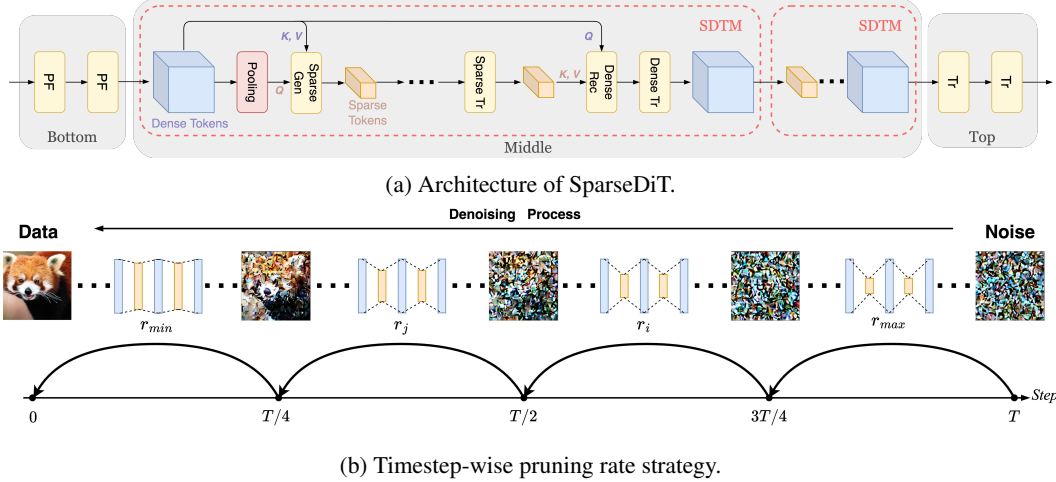 SDTM
SDTM
K, V
Q
PF
PF
Pooling
Q
Sparse Gen
Sparse Tr
K, V
Dense Rec
Dense Tr
Tr
Tr
Dense Tokens
Sparse
Tokens
Bottom
Middle
Top
(a) Architecture of SparseDiT.
Denoising Process
Data
Noise
r_min
r_j
r_i
r_max
0
T/4
T/2
3T/4
T
Step
(b) Timestep-wise pruning rate strategy.